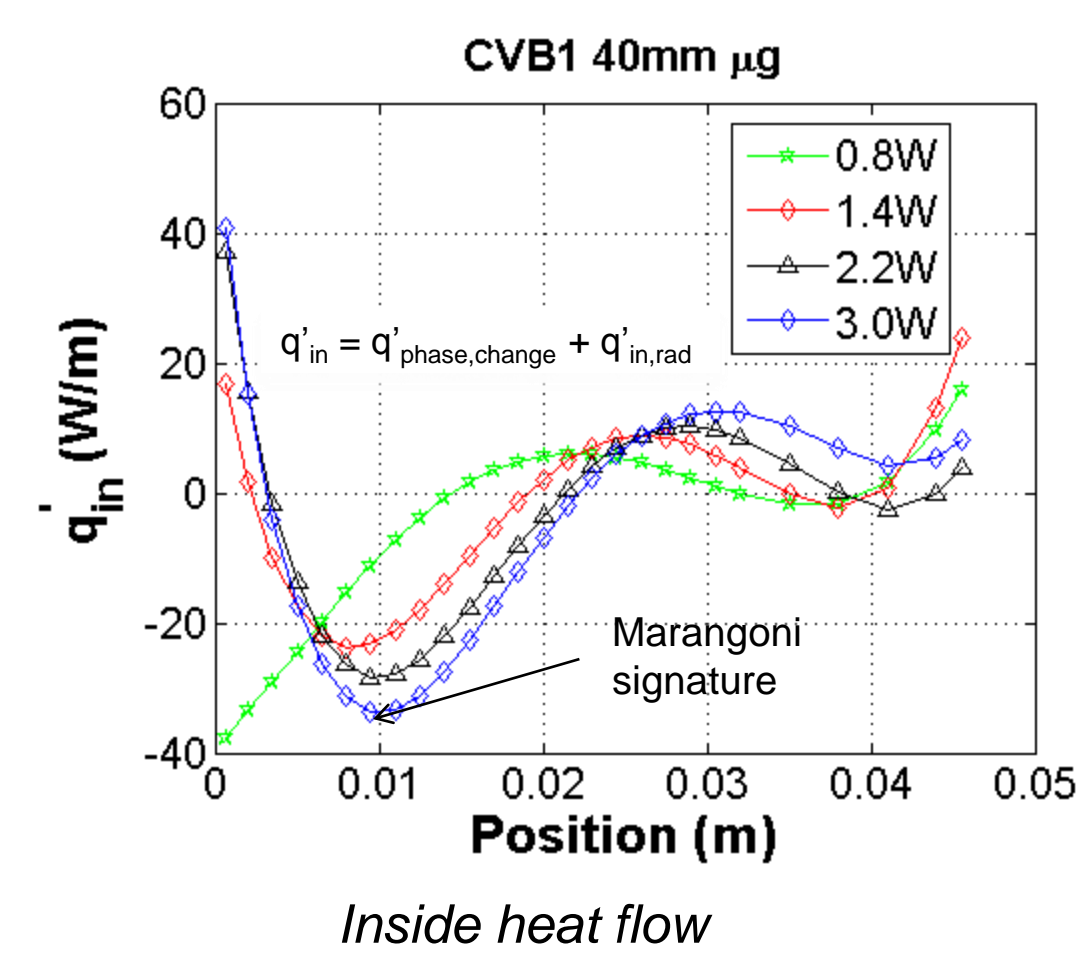 CVB1 40mm μg
60
40
20
0
-20
-40
0
0.01
0.02
0.03
0.04
0.05
q̇'in (W/m)
Position (m)
0.8W
1.4W
2.2W
3.0W
q’in = q’phase,change + q’in,rad
Marangoni
signature
Inside heat flow